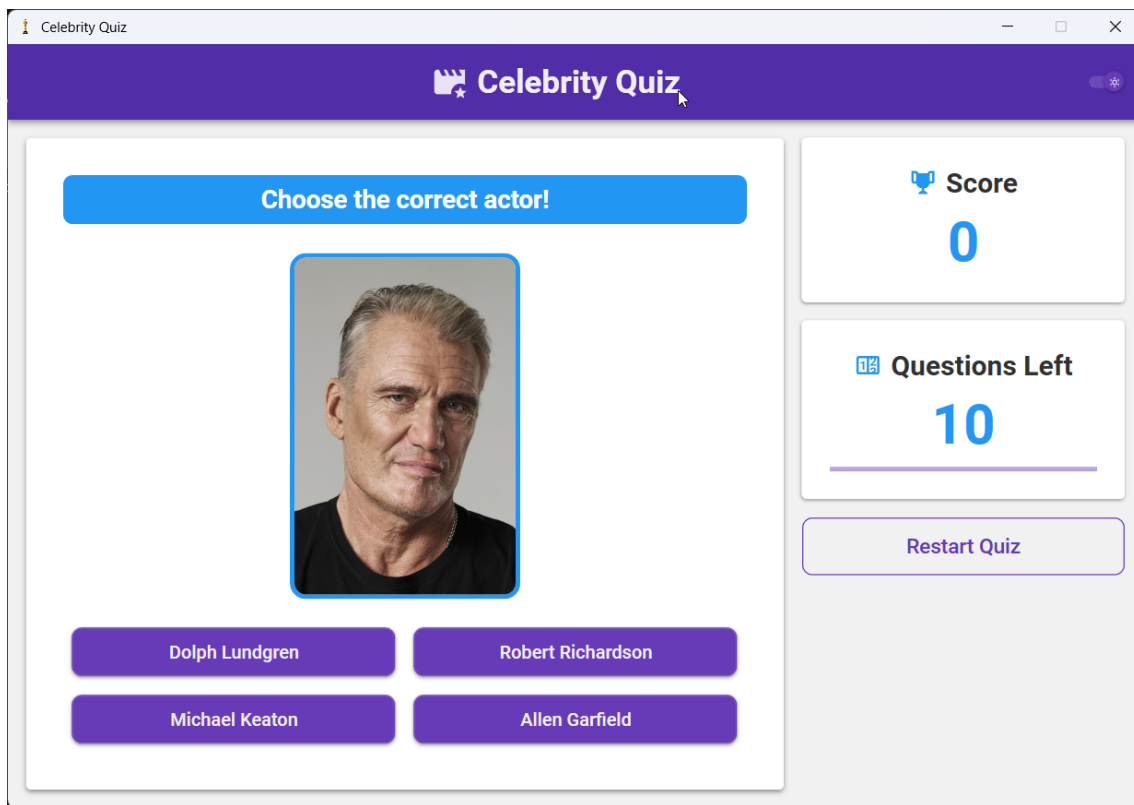 Celebrity Quiz
Celebrity Quiz
Choose the correct actor!
Dolph Lundgren
Robert Richardson
Michael Keaton
Allen Garfield
Score
0
Questions Left
10
Restart Quiz